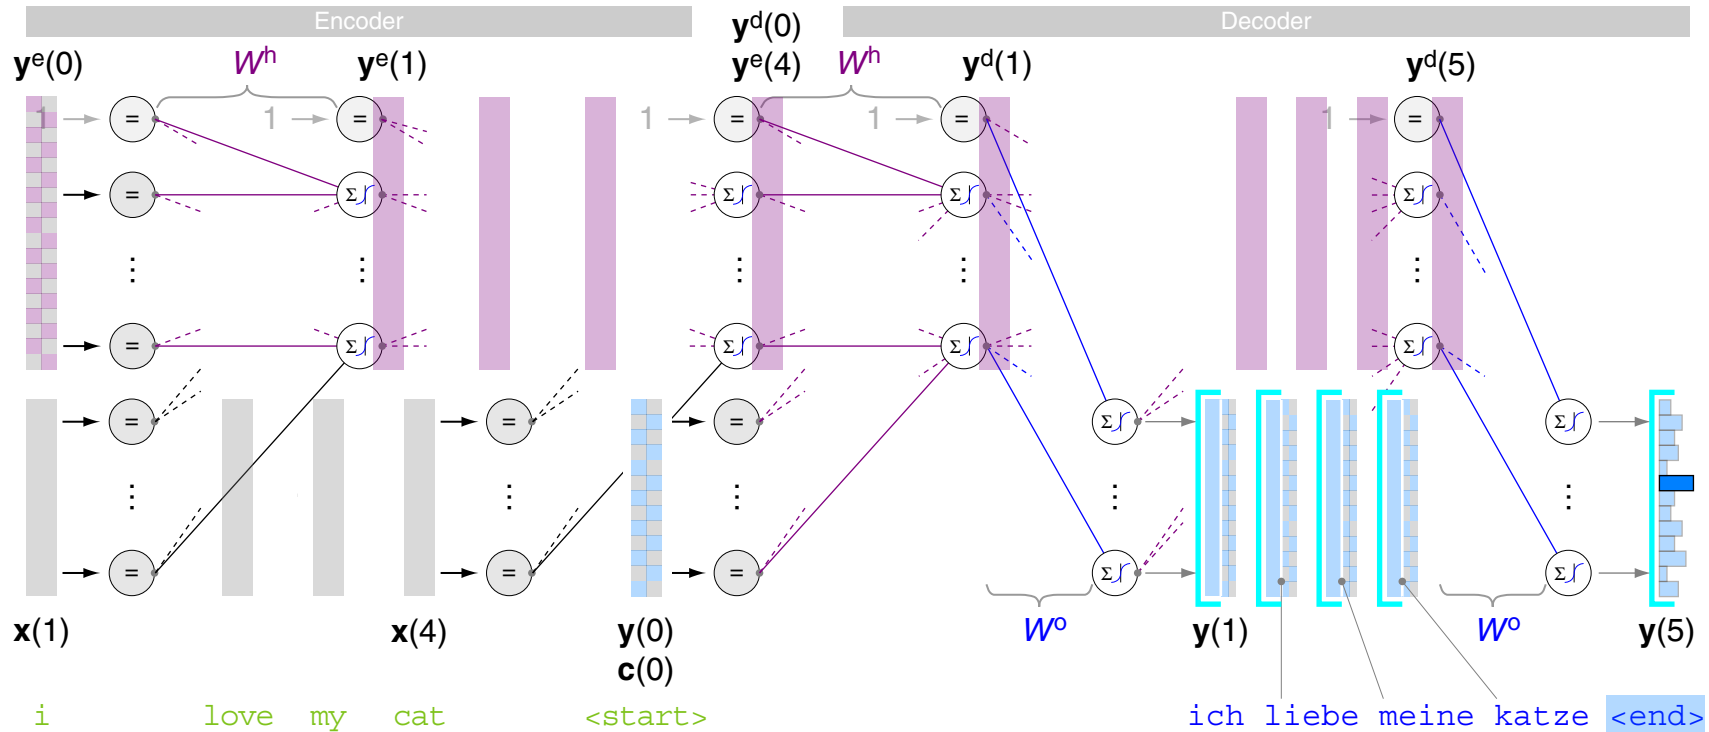 Encoder Decoder
yᵈ(0)
yᵉ(0) Wʰ yᵉ(1) yᵉ(4) Wʰ yᵈ(1) yᵈ(5)
1 = 1 = 1 = 1 = 1 =
= Σ Σ Σ Σ
⋮ ⋮ ⋮ ⋮ ⋮
= Σ Σ Σ Σ
= = = Σ Σ
⋮ ⋮ ⋮ ⋮ ⋮
= = = Σ Σ
x(1) x(4) y(0) Wᵒ y(1) Wᵒ y(5)
c(0)
i love my cat <start> ich liebe meine katze <end>